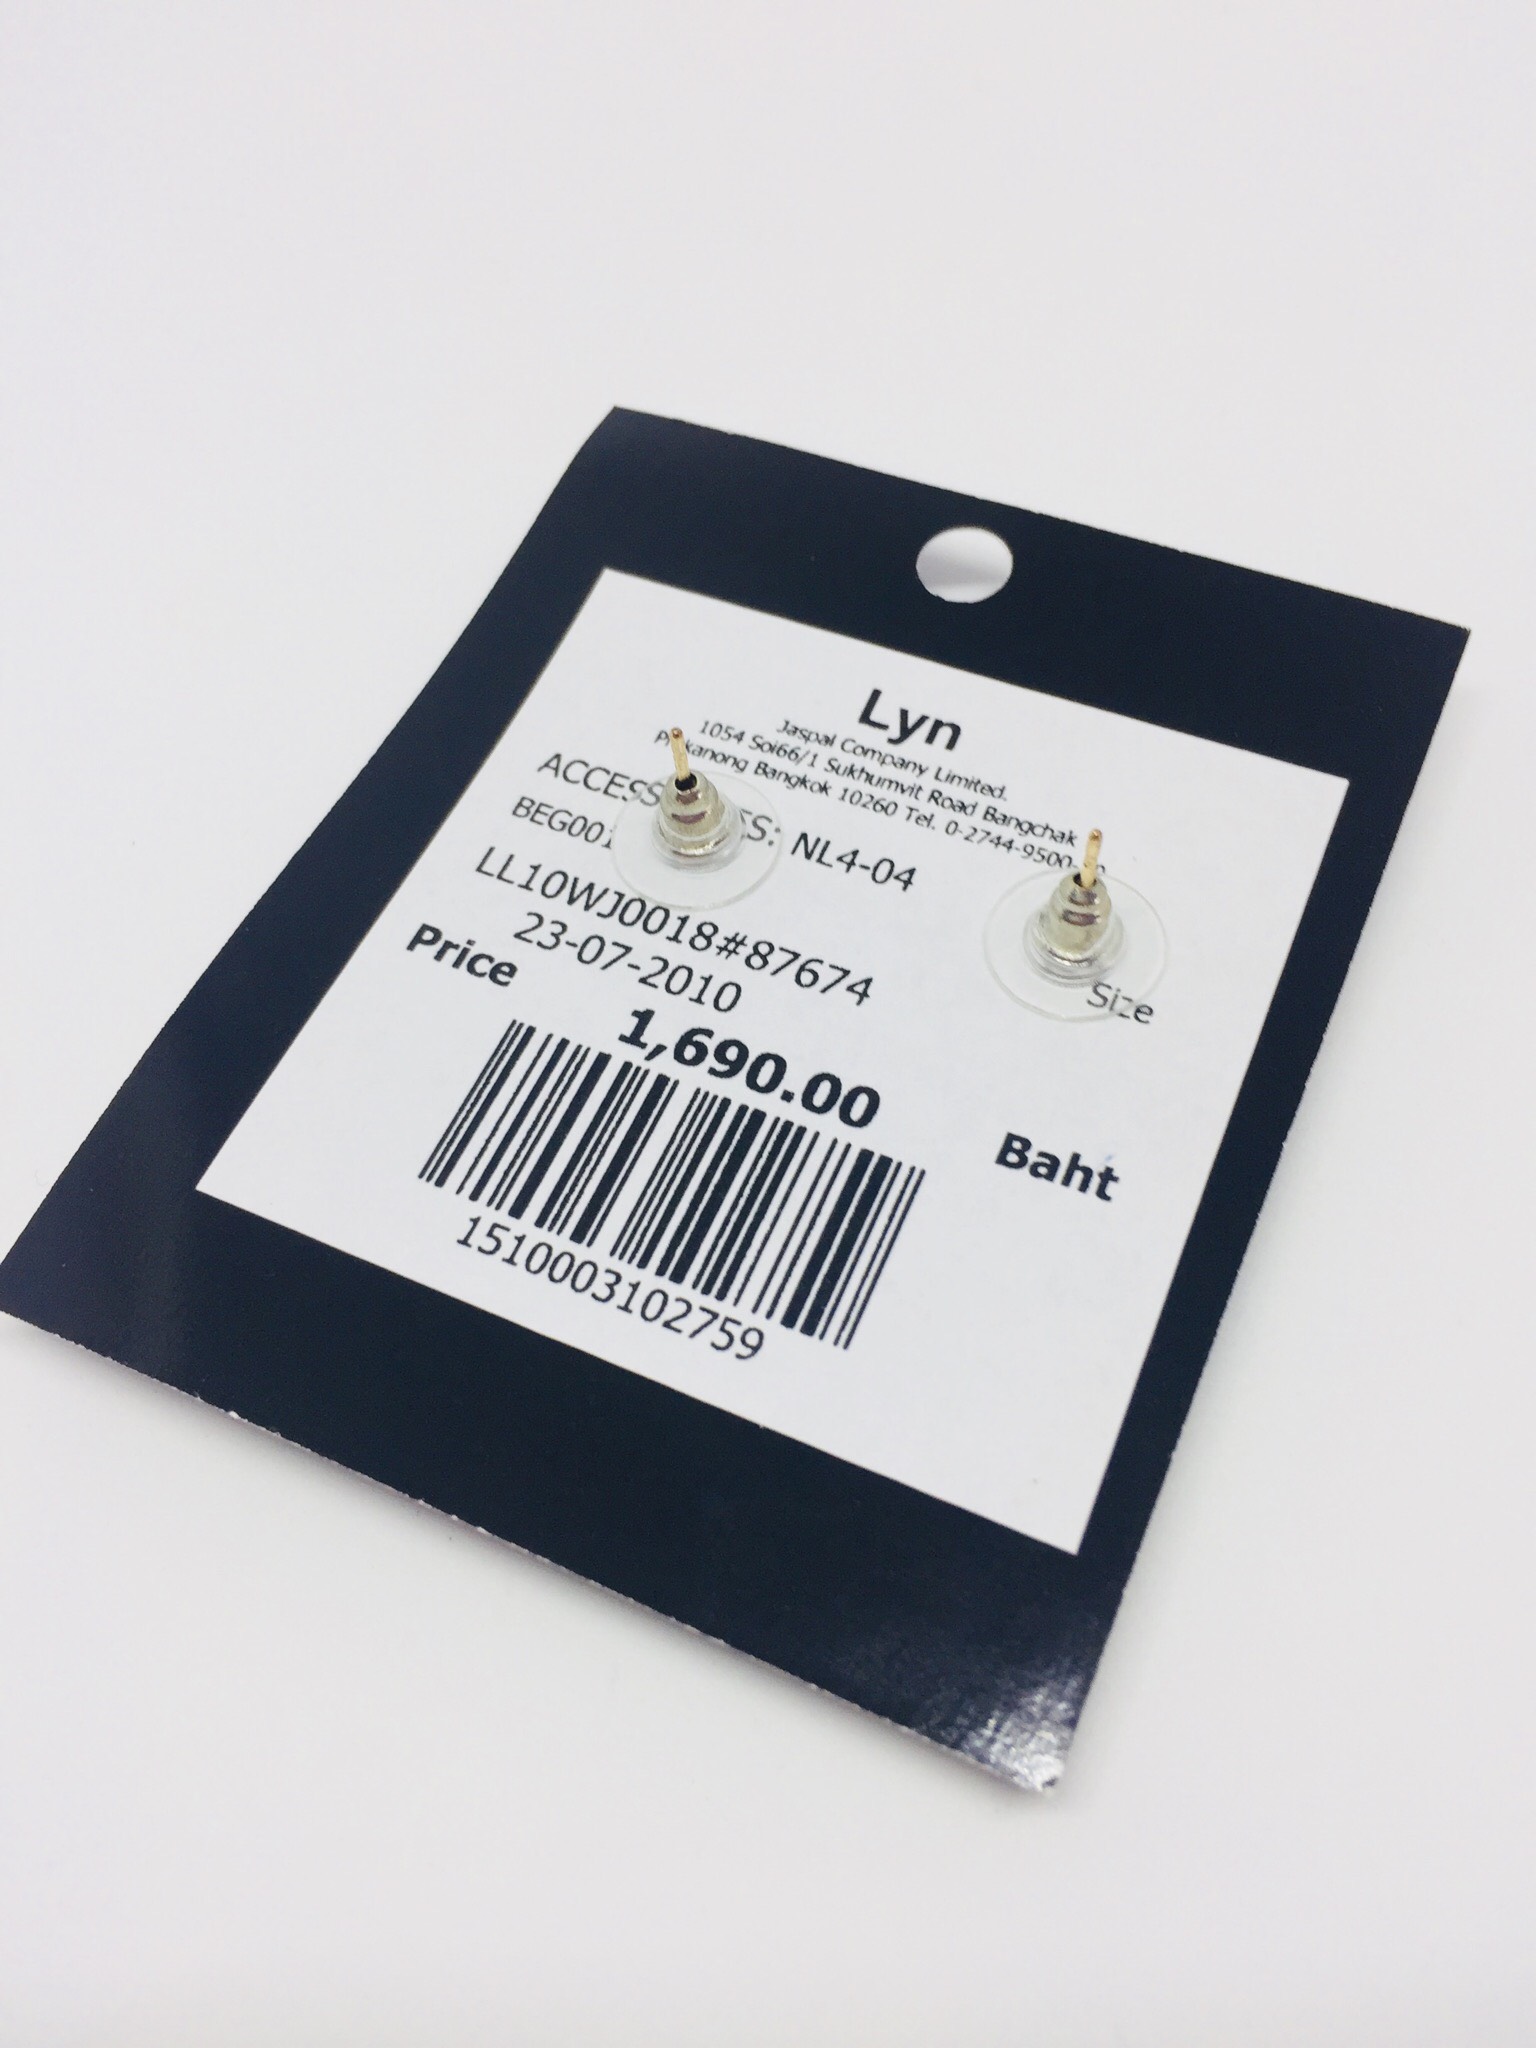 Lyn
Jaspal Company Limited.
1054 Soi66/1 Sukhumvit Road Bangchak
Bangkok 10260 Tel. 0-2744-9500-
NL4-04
LL10WJ0018#87674
23-07-2010
Size
Price
1,690.00
Baht
1510003102759